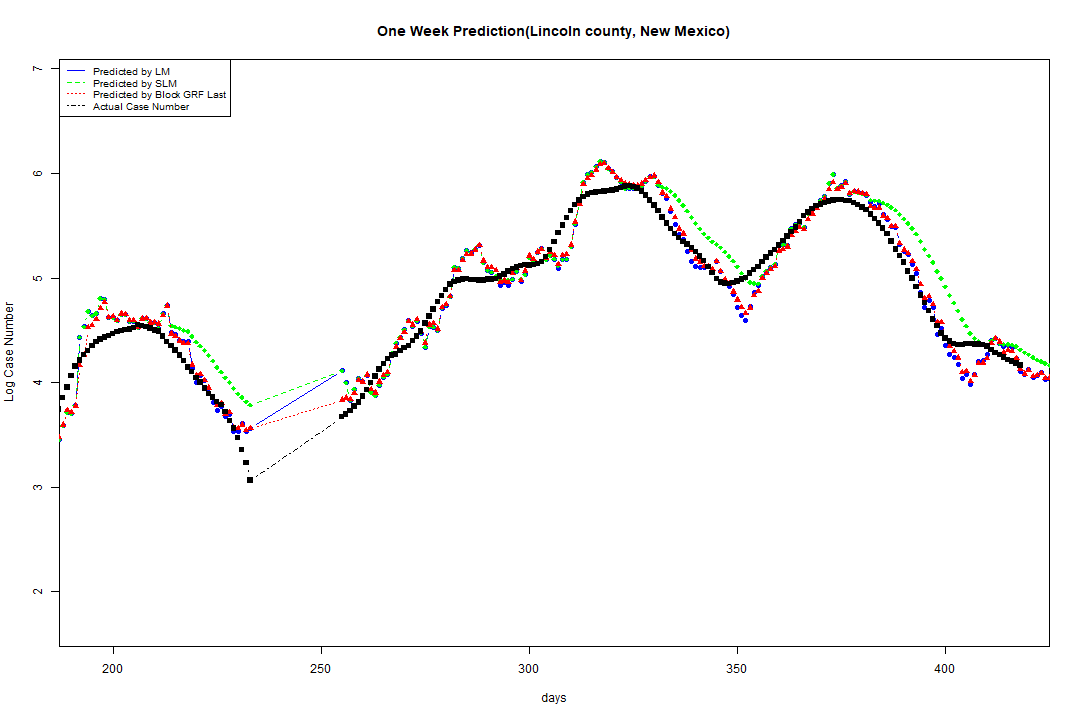 One Week Prediction(Lincoln county, New Mexico)
Predicted by LM
Predicted by SLM
Predicted by Block GRF Last
Actual Case Number
Log Case Number
7
6
5
4
3
2
200 250 300 350 400
days